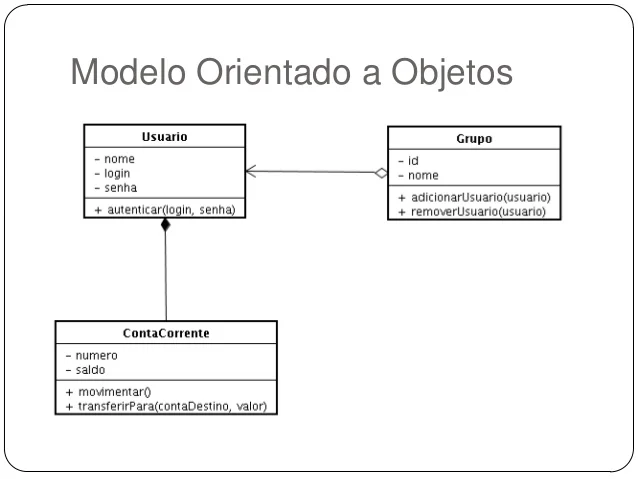 Modelo Orientado a Objetos
Usuario
- nome
- login
- senha
+ autenticar(login, senha)
Grupo
- id
- nome
+ adicionarUsuario(usuario)
+ removerUsuario(usuario)
ContaCorrente
- numero
- saldo
+ movimentar()
+ transferirPara(contaDestino, valor)